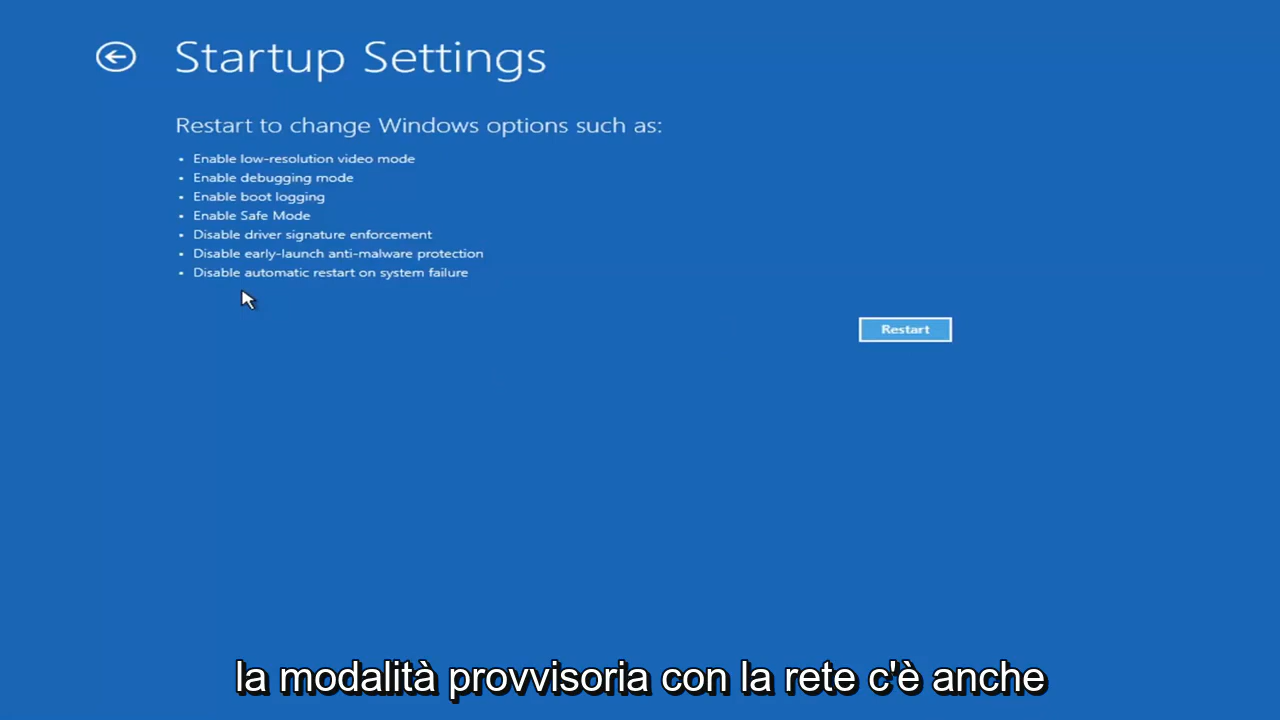 Startup Settings
Restart to change Windows options such as:
• Enable low-resolution video mode
• Enable debugging mode
• Enable boot logging
• Enable Safe Mode
• Disable driver signature enforcement
• Disable early-launch anti-malware protection
• Disable automatic restart on system failure
Restart
la modalità provvisoria con la rete c'è anche